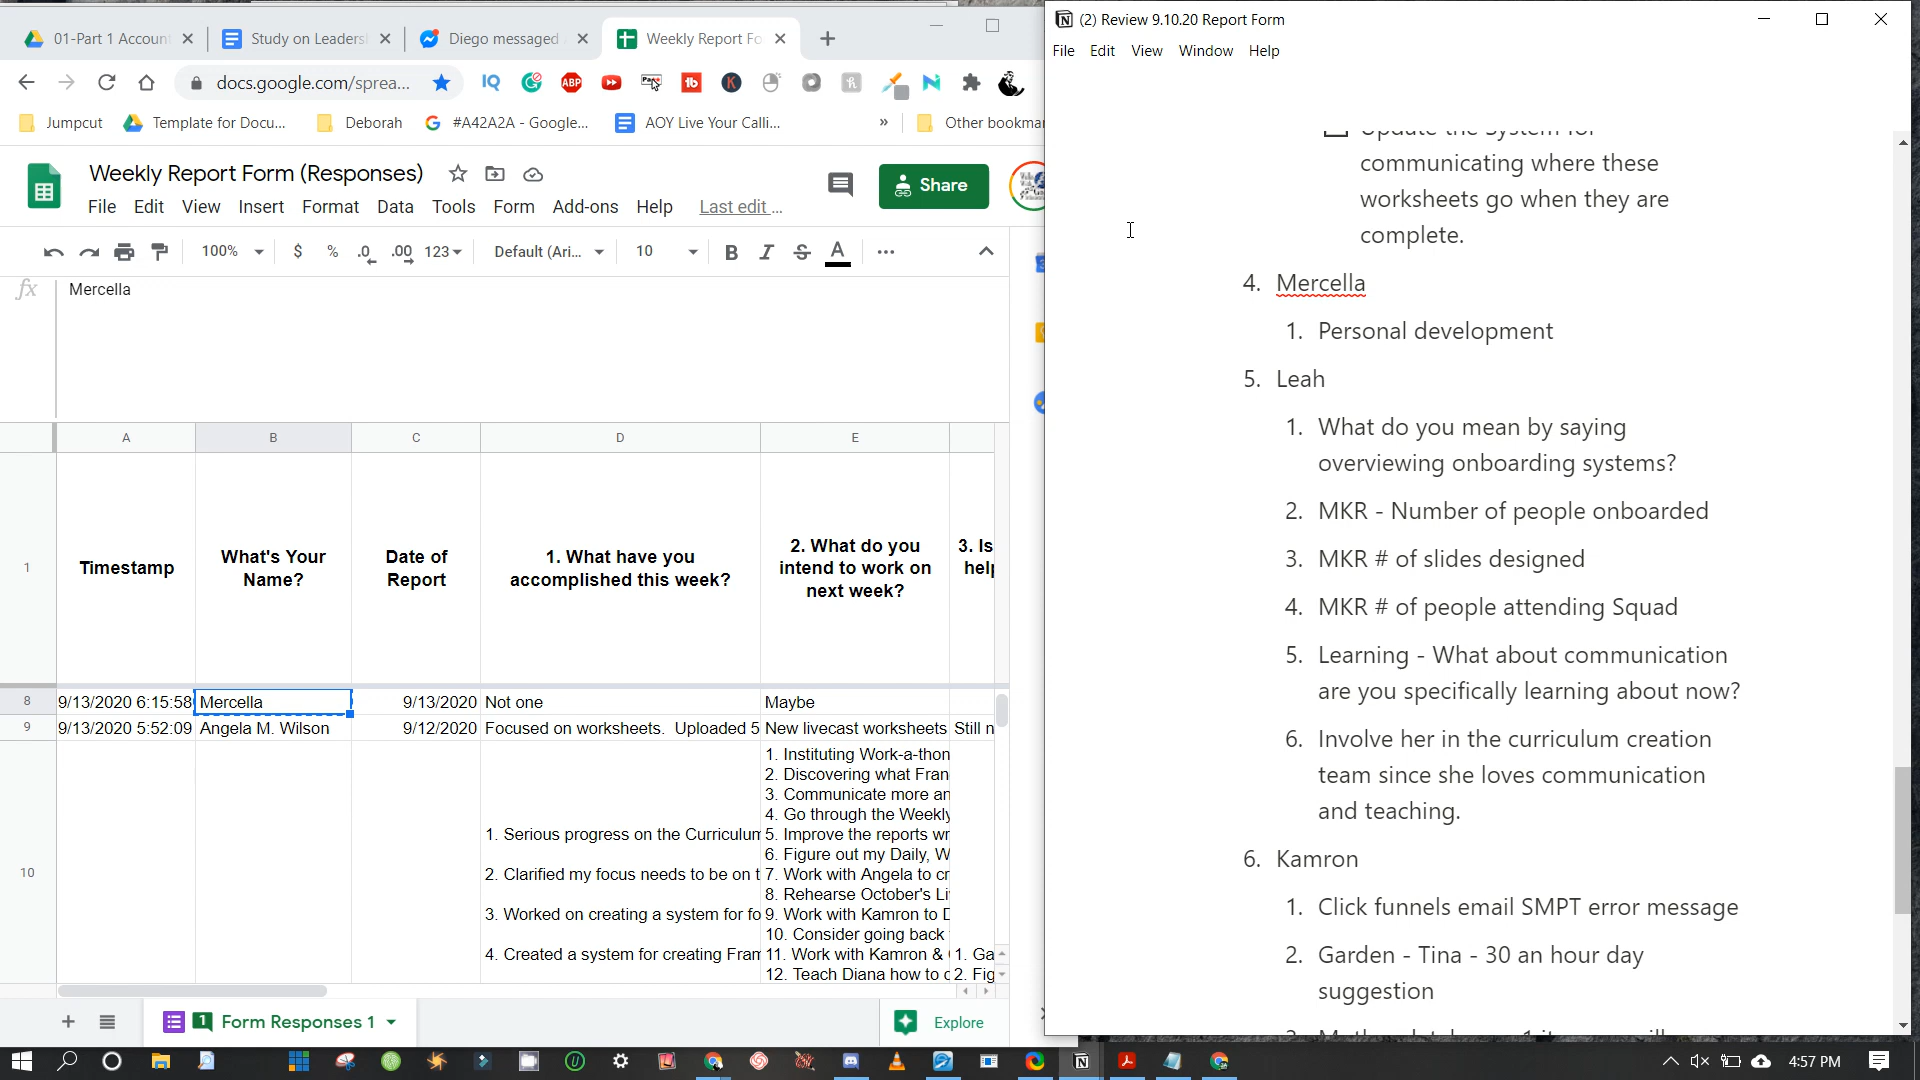 01-Part 1 Accoun
Study on Leaders
Diego messaged
Weekly Report Fo
docs.google.com/sprea...
Jumpcut
Template for Docu...
Deborah
#A42A2A - Google...
AOY Live Your Calli...
»
Other bookmar
Weekly Report Form (Responses)
Share
File Edit View Insert Format Data Tools Form Add-ons Help Last edit ...
100% $ % .0 .00 123 Default (Ari... 10 B I S A ...
fx Mercella
A B C D E
1
Timestamp
What's Your
Name?
Date of
Report
1. What have you
accomplished this week?
2. What do you
intend to work on
next week?
3. Is
help
8 9/13/2020 6:15:58 Mercella 9/13/2020 Not one Maybe
9 9/13/2020 5:52:09 Angela M. Wilson 9/12/2020 Focused on worksheets. Uploaded 5 New livecast worksheets Still n
10
1. Serious progress on the Curriculum
2. Clarified my focus needs to be on t
3. Worked on creating a system for fo
4. Created a system for creating Fram
1. Instituting Work-a-thon
2. Discovering what Fran
3. Communicate more an
4. Go through the Weekly
5. Improve the reports wr
6. Figure out my Daily, W
7. Work with Angela to cr
8. Rehearse October's Li
9. Work with Kamron to D
10. Consider going back
11. Work with Kamron &
12. Teach Diana how to c
1. Ga
2. Fig
1 Form Responses 1
Explore
(2) Review 9.10.20 Report Form
File Edit View Window Help
Update the System for
communicating where these
worksheets go when they are
complete.
4. Mercella
1. Personal development
5. Leah
1. What do you mean by saying
overviewing onboarding systems?
2. MKR - Number of people onboarded
3. MKR # of slides designed
4. MKR # of people attending Squad
5. Learning - What about communication
are you specifically learning about now?
6. Involve her in the curriculum creation
team since she loves communication
and teaching.
6. Kamron
1. Click funnels email SMPT error message
2. Garden - Tina - 30 an hour day
suggestion
4:57 PM